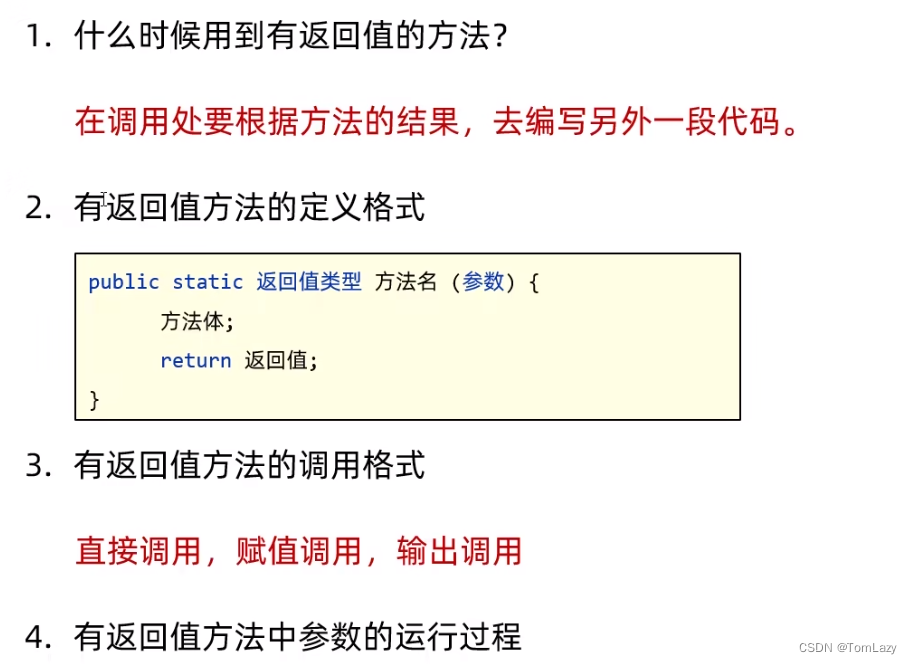 1. 什么时候用到有返回值的方法？
在调用处要根据方法的结果，去编写另外一段代码。
2. 有返回值方法的定义格式
public static 返回值类型 方法名 (参数) {
方法体;
return 返回值;
}
3. 有返回值方法的调用格式
直接调用，赋值调用，输出调用
4. 有返回值方法中参数的运行过程
CSDN @TomLazy